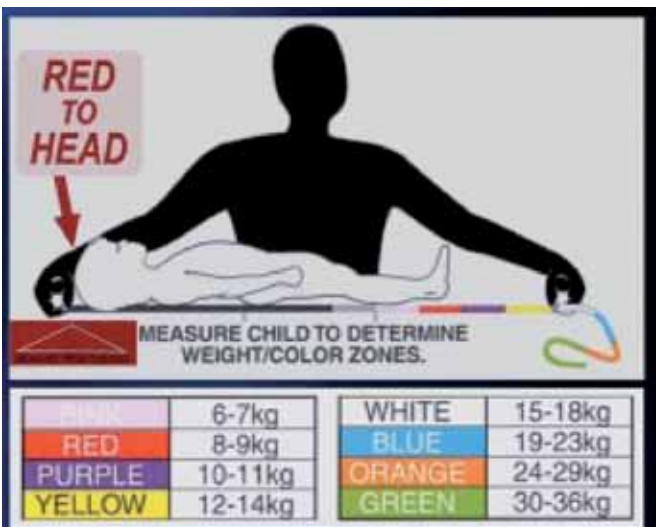 RED
TO
HEAD
MEASURE CHILD TO DETERMINE
WEIGHT/COLOR ZONES.
PINK 6-7kg
RED 8-9kg
PURPLE 10-11kg
YELLOW 12-14kg
WHITE 15-18kg
BLUE 19-23kg
ORANGE 24-29kg
GREEN 30-36kg